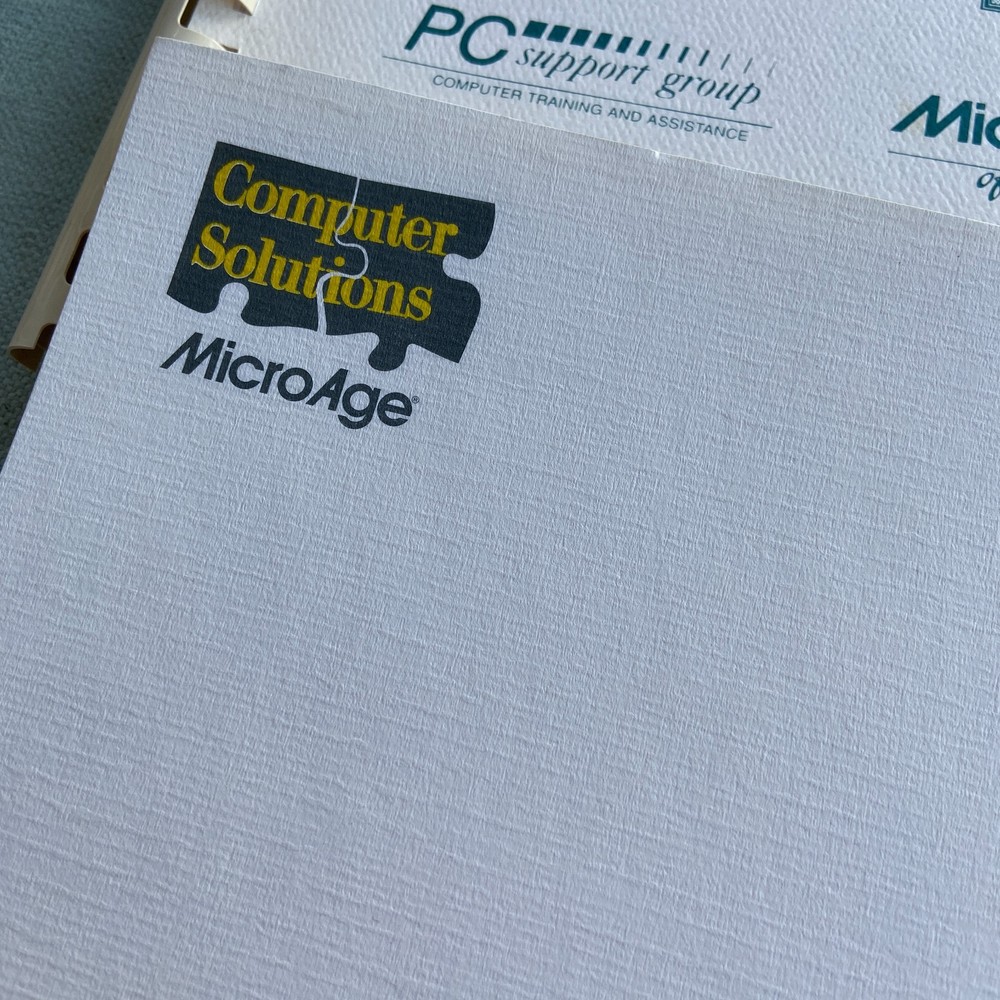 PC
support group
COMPUTER TRAINING AND ASSISTANCE
Computer
Solutions
MicroAge®